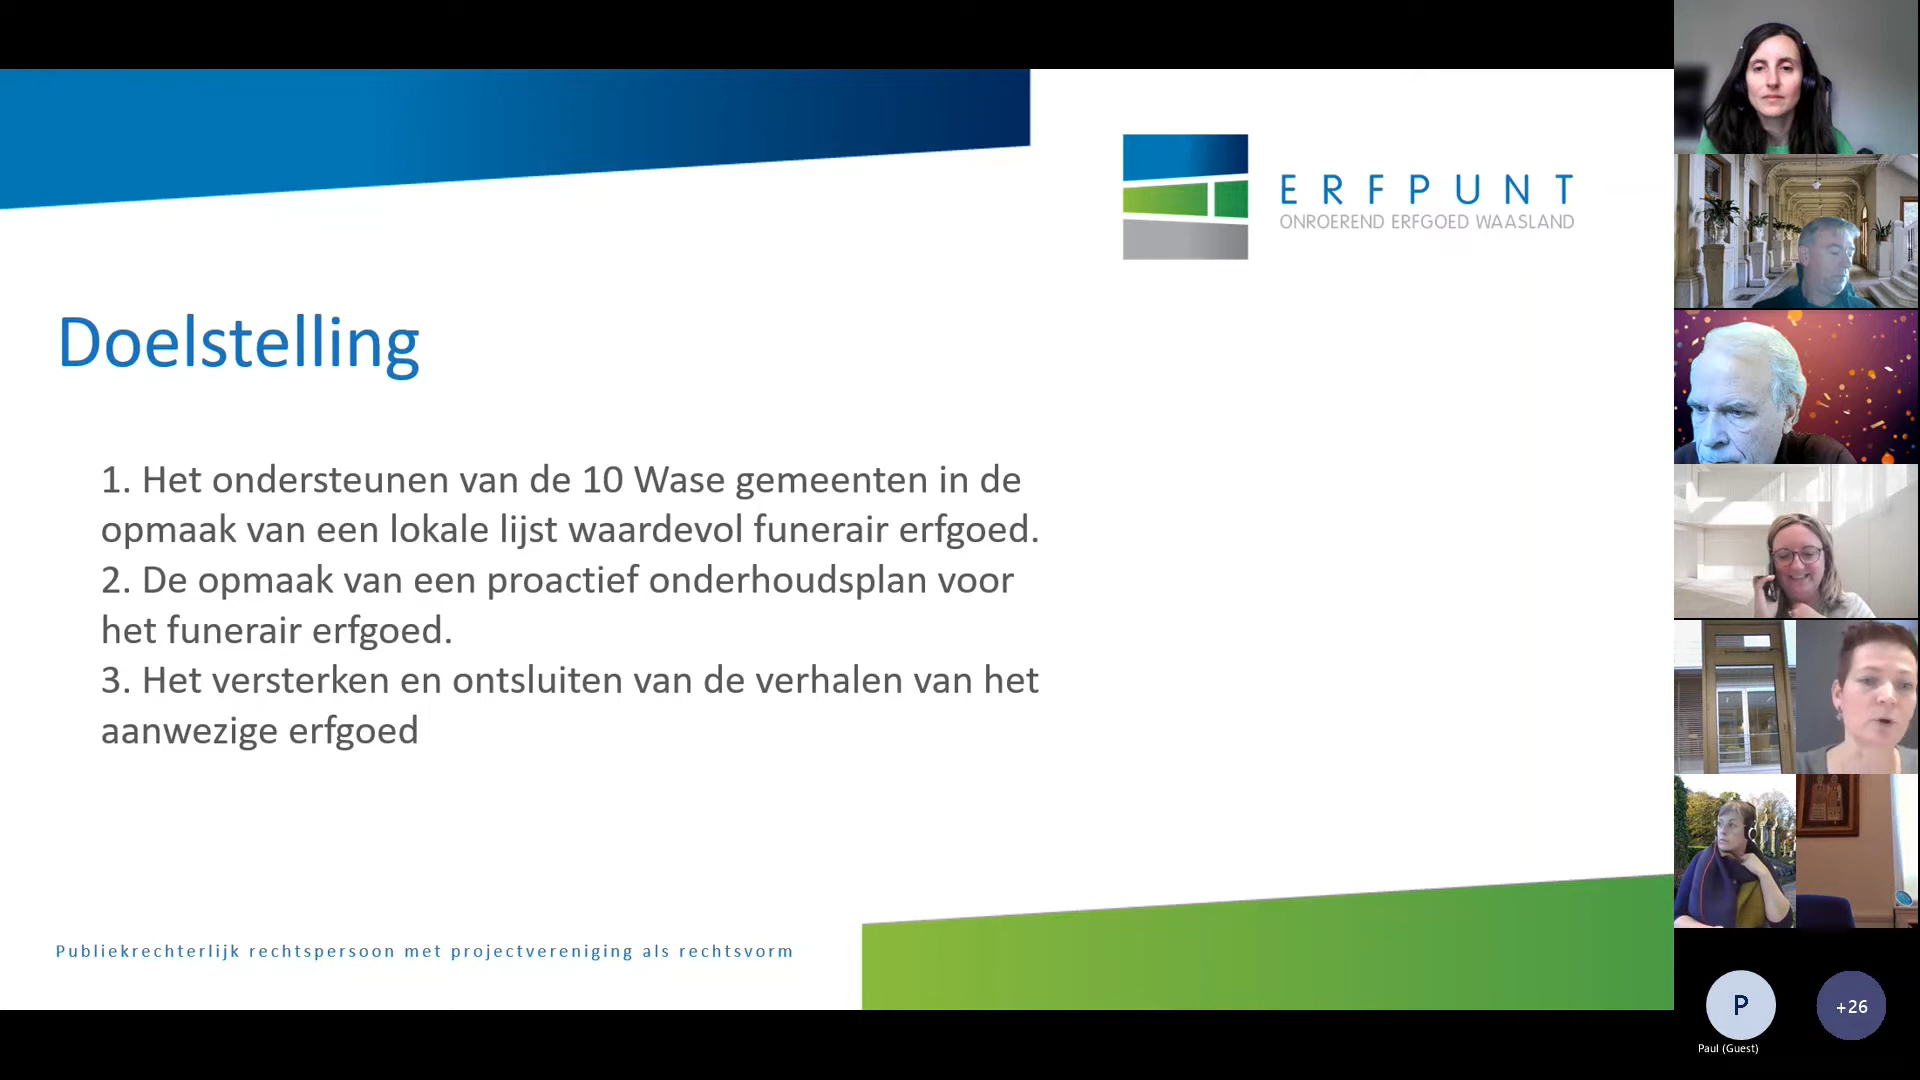 ERFPUNT
ONROEREND ERFGOED WAASLAND
Doelstelling
1. Het ondersteunen van de 10 Wase gemeenten in de
opmaak van een lokale lijst waardevol funerair erfgoed.
2. De opmaak van een proactief onderhoudsplan voor
het funerair erfgoed.
3. Het versterken en ontsluiten van de verhalen van het
aanwezige erfgoed
Publiekrechterlijk rechtspersoon met projectvereniging als rechtsvorm
P
+26
Paul (Guest)